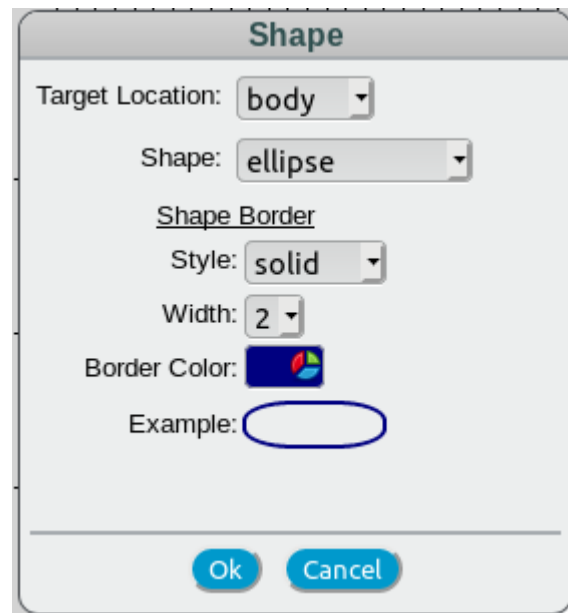 Shape
Target Location: body
Shape: ellipse
Shape Border
Style: solid
Width: 2
Border Color:
Example:
Ok Cancel